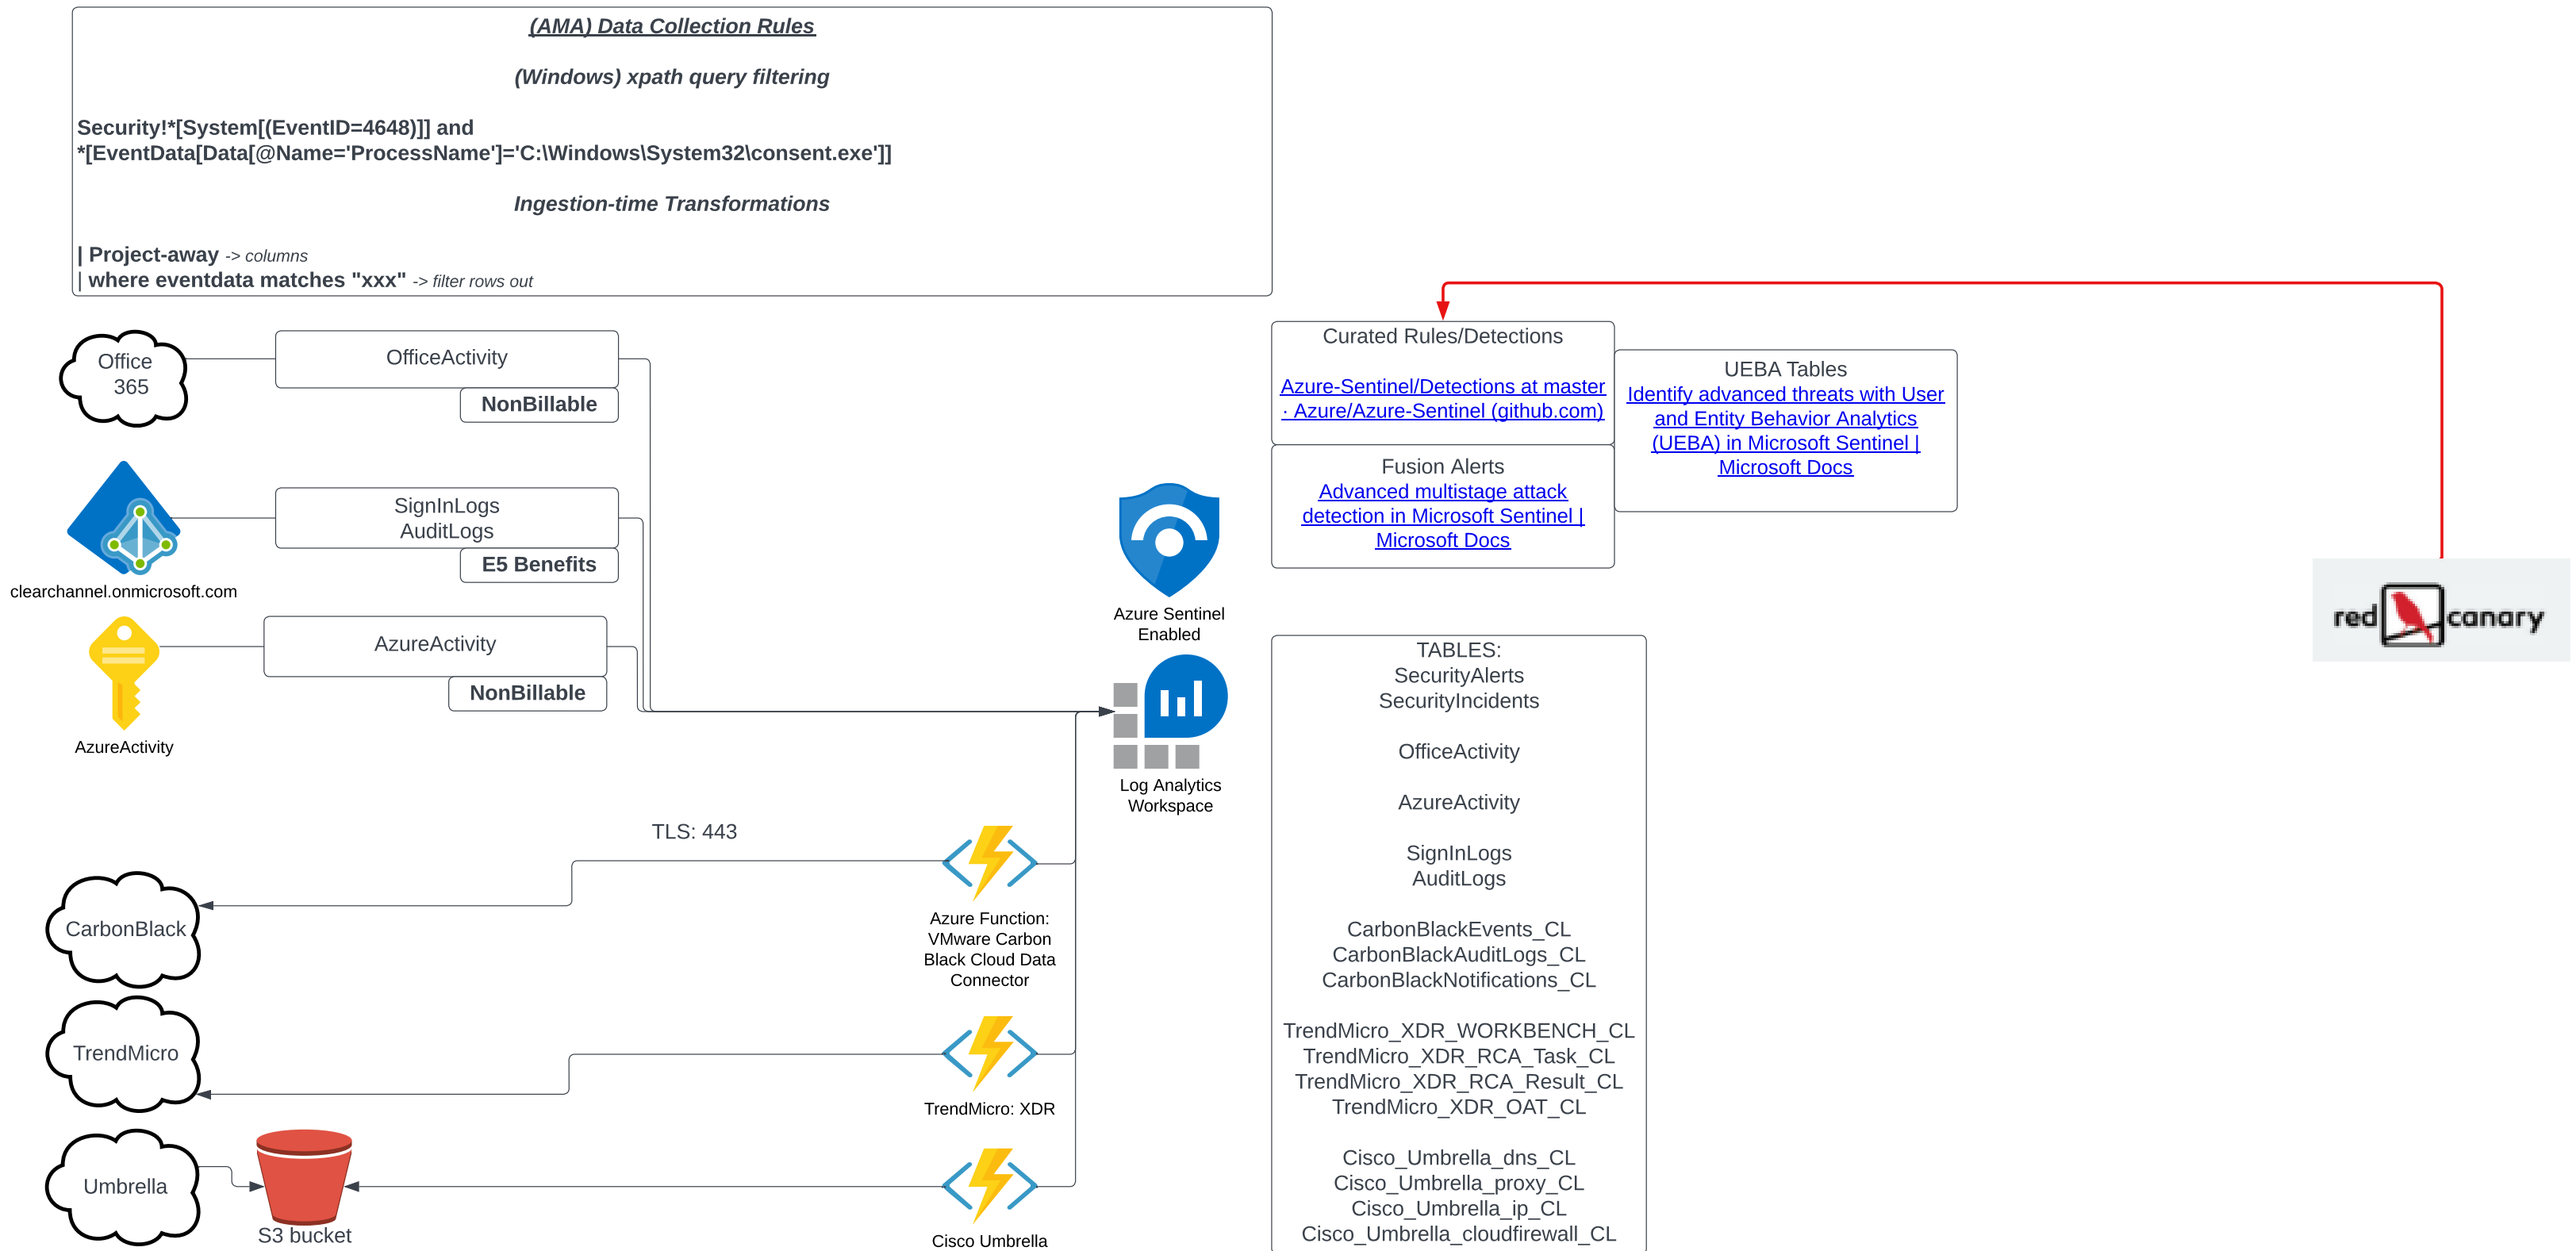 (AMA) Data Collection Rules
(Windows) xpath query filtering
Security!*[System[(EventID=4648)]] and
*[EventData[Data[@Name='ProcessName']='C:\Windows\System32\consent.exe']]
Ingestion-time Transformations
| Project-away -> columns
| where eventdata matches "xxx" -> filter rows out
Office
365
OfficeActivity
NonBillable
clearchannel.onmicrosoft.com
SignInLogs
AuditLogs
E5 Benefits
AzureActivity
AzureActivity
NonBillable
Azure Sentinel
Enabled
Log Analytics
Workspace
Curated Rules/Detections
Azure-Sentinel/Detections at master
· Azure/Azure-Sentinel (github.com)
Fusion Alerts
Advanced multistage attack
detection in Microsoft Sentinel |
Microsoft Docs
UEBA Tables
Identify advanced threats with User
and Entity Behavior Analytics
(UEBA) in Microsoft Sentinel |
Microsoft Docs
red canary
TLS: 443
CarbonBlack
Azure Function:
VMware Carbon
Black Cloud Data
Connector
TrendMicro
TrendMicro: XDR
Umbrella
S3 bucket
Cisco Umbrella
TABLES:
SecurityAlerts
SecurityIncidents
OfficeActivity
AzureActivity
SignInLogs
AuditLogs
CarbonBlackEvents_CL
CarbonBlackAuditLogs_CL
CarbonBlackNotifications_CL
TrendMicro_XDR_WORKBENCH_CL
TrendMicro_XDR_RCA_Task_CL
TrendMicro_XDR_RCA_Result_CL
TrendMicro_XDR_OAT_CL
Cisco_Umbrella_dns_CL
Cisco_Umbrella_proxy_CL
Cisco_Umbrella_ip_CL
Cisco_Umbrella_cloudfirewall_CL